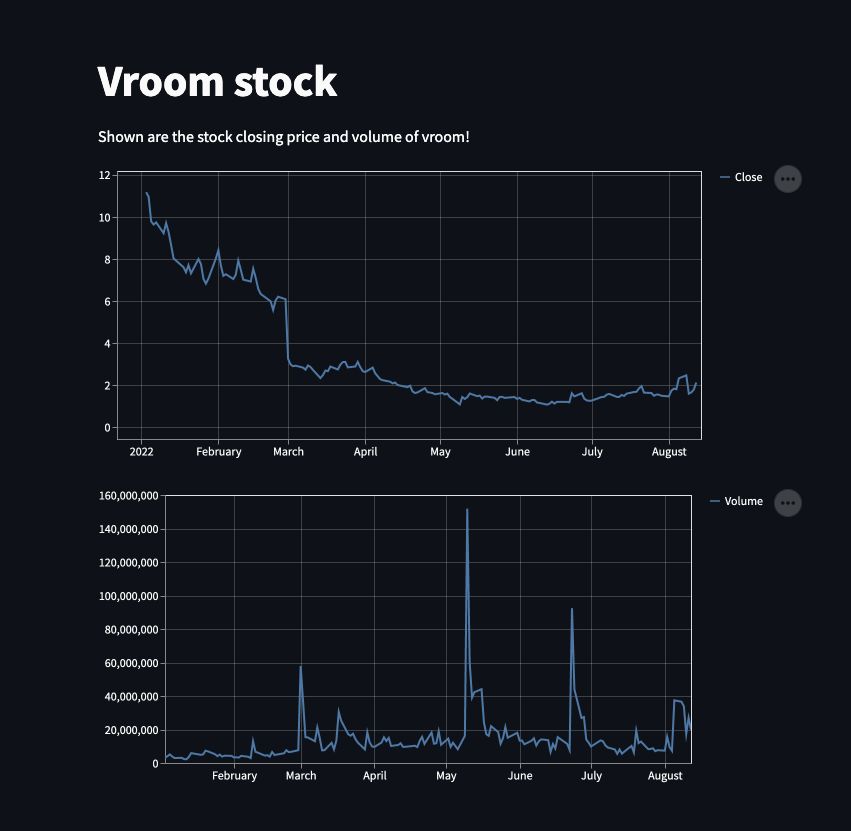 Vroom stock
Shown are the stock closing price and volume of vroom!
12
10
8
6
4
2
0
2022 February March April May June July August
Close
160,000,000
140,000,000
120,000,000
100,000,000
80,000,000
60,000,000
40,000,000
20,000,000
0
February March April May June July August
Volume